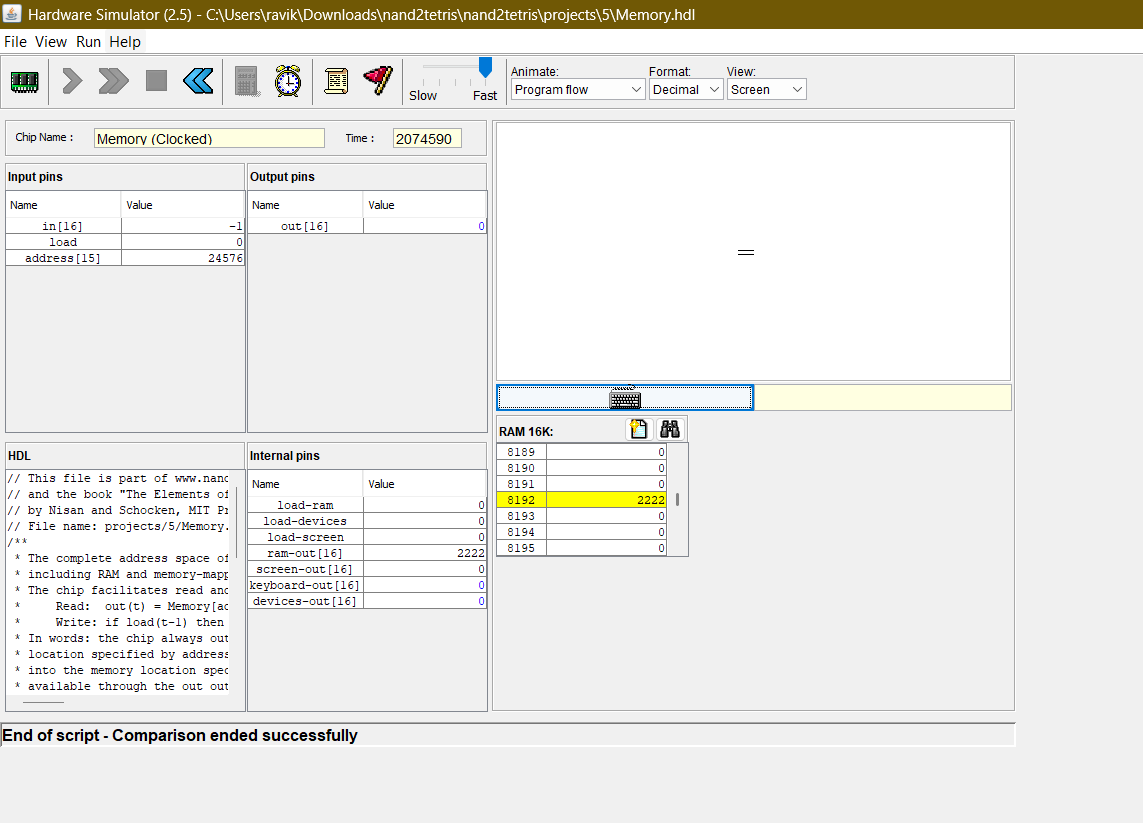 Hardware Simulator (2.5) - C:\Users\ravik\Downloads\nand2tetris\nand2tetris\projects\5\Memory.hdl
File View Run Help
Slow Fast
Animate: Format: View:
Program flow Decimal Screen
Chip Name : Memory (Clocked) Time : 2074590
Input pins
Name Value
in[16] -1
load 0
address[15] 24576
Output pins
Name Value
out[16] 0
HDL
// This file is part of www.nand
// and the book "The Elements of
// by Nisan and Schocken, MIT Pr
// File name: projects/5/Memory.
/**
* The complete address space of
* including RAM and memory-mapp
* The chip facilitates read and
* Read: out(t) = Memory[ad
* Write: if load(t-1) then
* In words: the chip always out
* location specified by address
* into the memory location spec
* available through the out out
Internal pins
Name Value
load-ram 0
load-devices 0
load-screen 0
ram-out[16] 2222
screen-out[16] 0
keyboard-out[16] 0
devices-out[16] 0
RAM 16K:
8189 0
8190 0
8191 0
8192 2222
8193 0
8194 0
8195 0
End of script - Comparison ended successfully